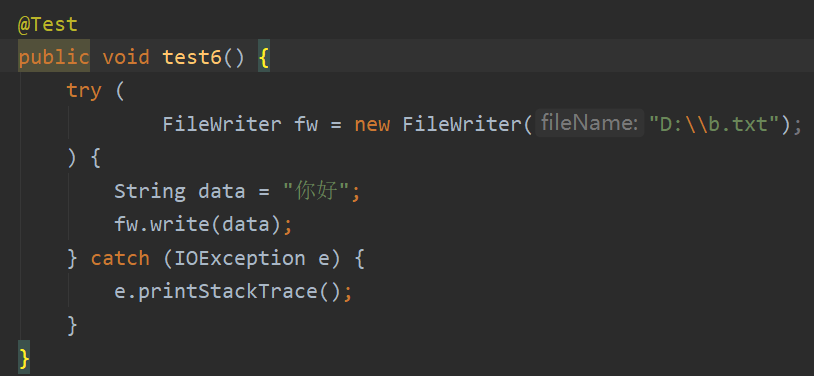 @Test
public void test6() {
    try (
            FileWriter fw = new FileWriter( fileName: "D:\\b.txt");
    ) {
        String data = "你好";
        fw.write(data);
    } catch (IOException e) {
        e.printStackTrace();
    }
}